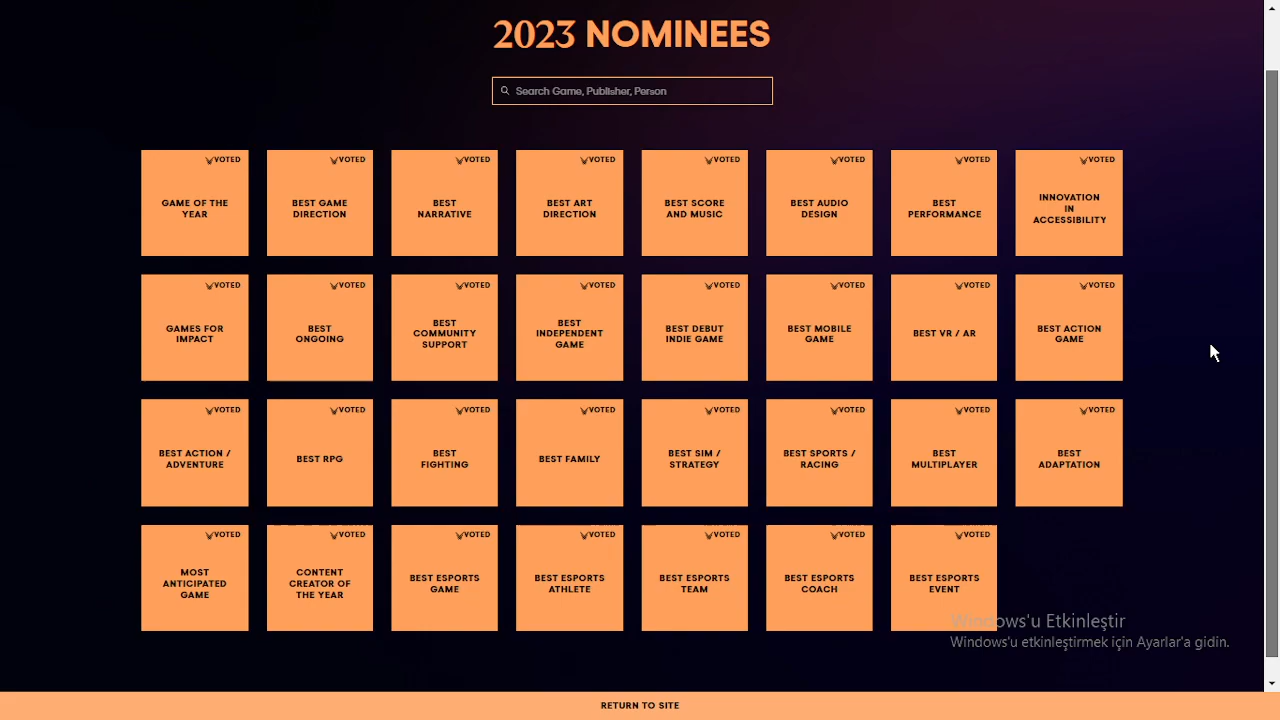 2023 NOMINEES
Search Game, Publisher, Person
VOTED
GAME OF THE
YEAR
VOTED
BEST GAME
DIRECTION
VOTED
BEST
NARRATIVE
VOTED
BEST ART
DIRECTION
VOTED
BEST SCORE
AND MUSIC
VOTED
BEST AUDIO
DESIGN
VOTED
BEST
PERFORMANCE
VOTED
INNOVATION
IN
ACCESSIBILITY
VOTED
GAMES FOR
IMPACT
VOTED
BEST
ONGOING
VOTED
BEST
COMMUNITY
SUPPORT
VOTED
BEST
INDEPENDENT
GAME
VOTED
BEST DEBUT
INDIE GAME
VOTED
BEST MOBILE
GAME
VOTED
BEST VR / AR
VOTED
BEST ACTION
GAME
VOTED
BEST ACTION /
ADVENTURE
VOTED
BEST RPG
VOTED
BEST
FIGHTING
VOTED
BEST FAMILY
VOTED
BEST SIM /
STRATEGY
VOTED
BEST SPORTS /
RACING
VOTED
BEST
MULTIPLAYER
VOTED
BEST
ADAPTATION
VOTED
MOST
ANTICIPATED
GAME
VOTED
CONTENT
CREATOR OF
THE YEAR
VOTED
BEST ESPORTS
GAME
VOTED
BEST ESPORTS
ATHLETE
VOTED
BEST ESPORTS
TEAM
VOTED
BEST ESPORTS
COACH
VOTED
BEST ESPORTS
EVENT
Windows'u Etkinleştir
Windows'u etkinleştirmek için Ayarlar'a gidin.
RETURN TO SITE